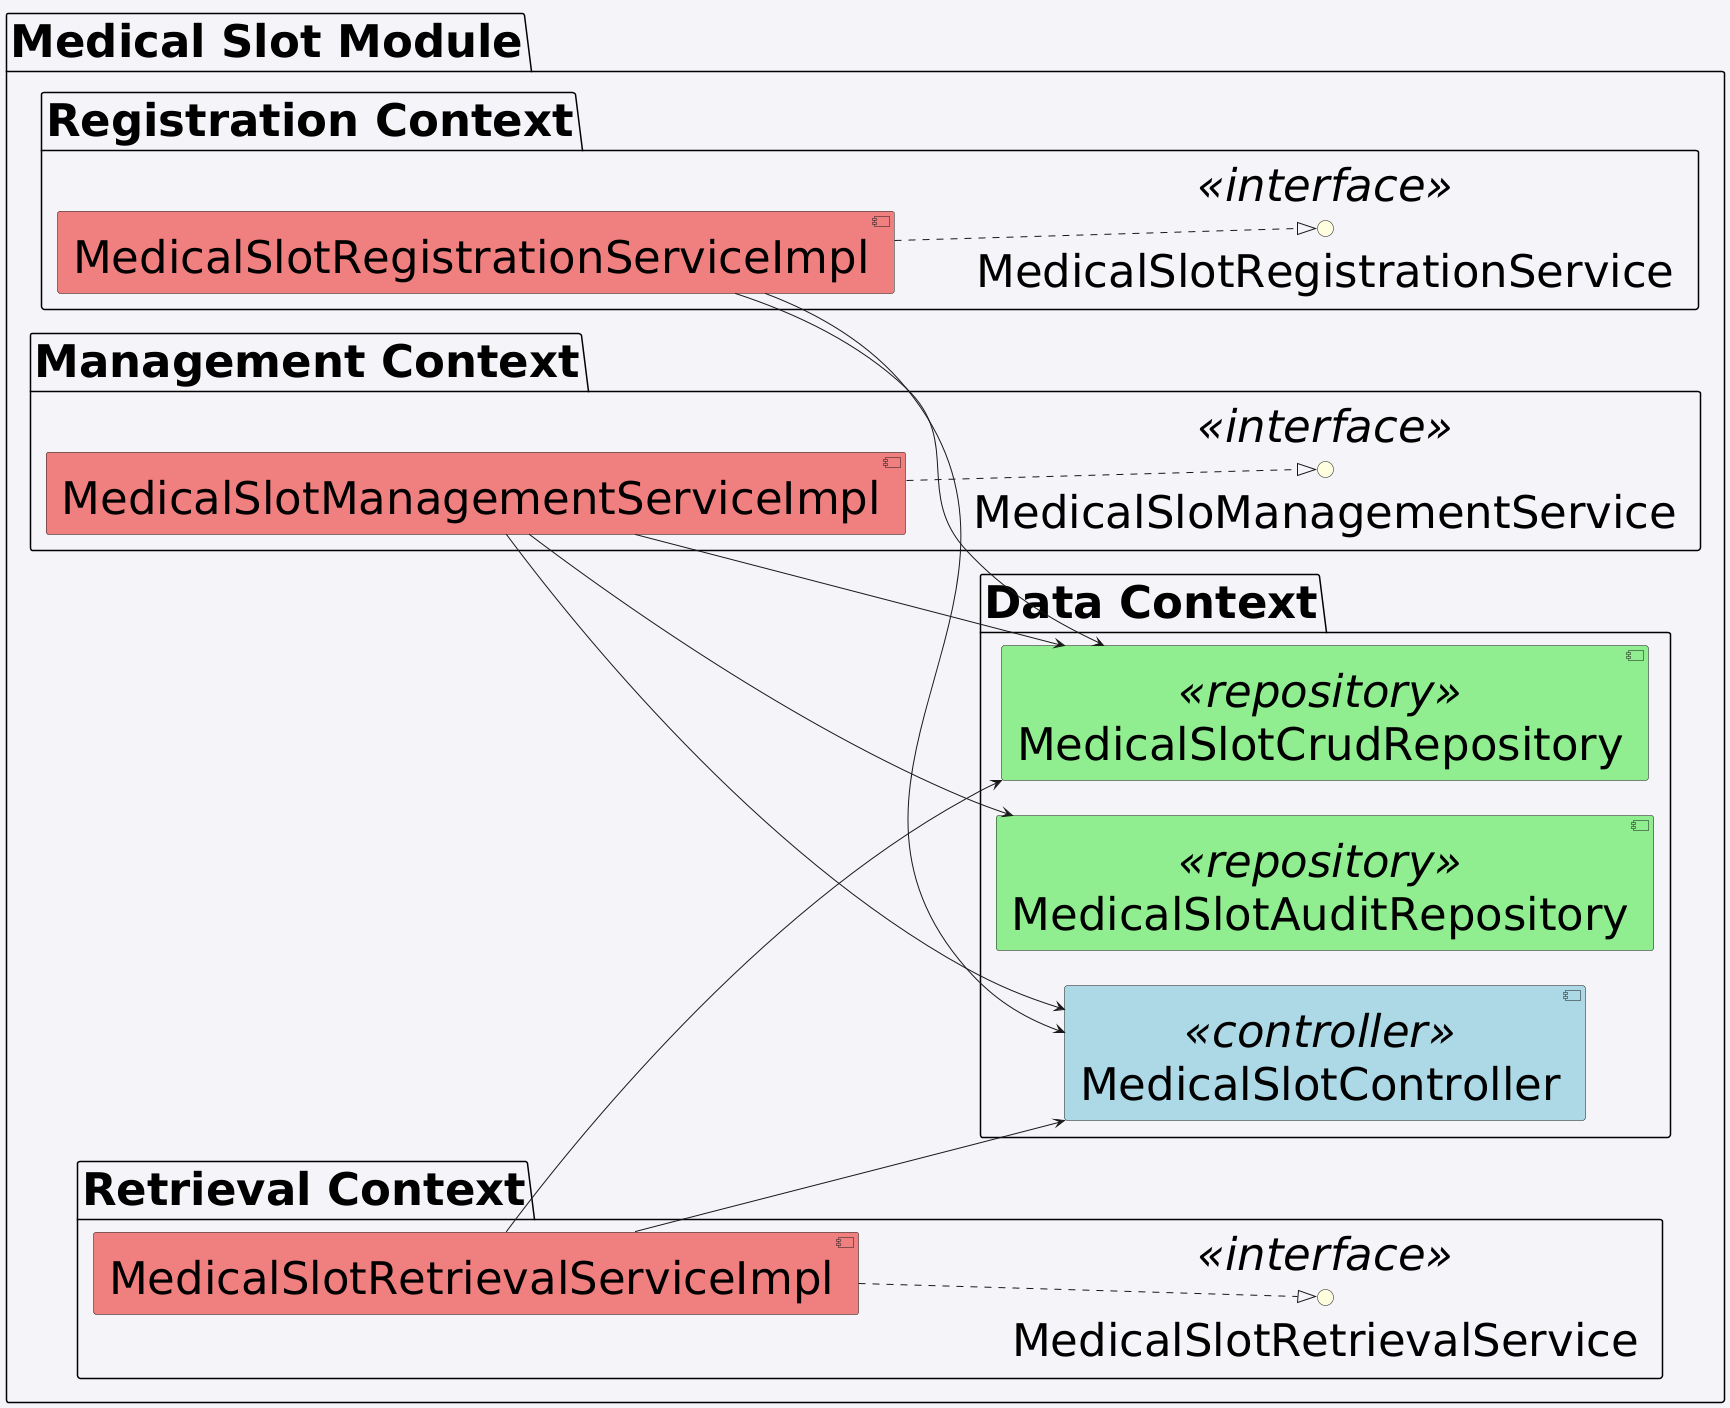 Medical Slot Module
Registration Context
«interface»
MedicalSlotRegistrationServiceImpl
MedicalSlotRegistrationService
Management Context
«interface»
MedicalSlotManagementServiceImpl
MedicalSloManagementService
Data Context
«repository»
MedicalSlotCrudRepository
«repository»
MedicalSlotAuditRepository
«controller»
MedicalSlotController
Retrieval Context
«interface»
MedicalSlotRetrievalServiceImpl
MedicalSlotRetrievalService